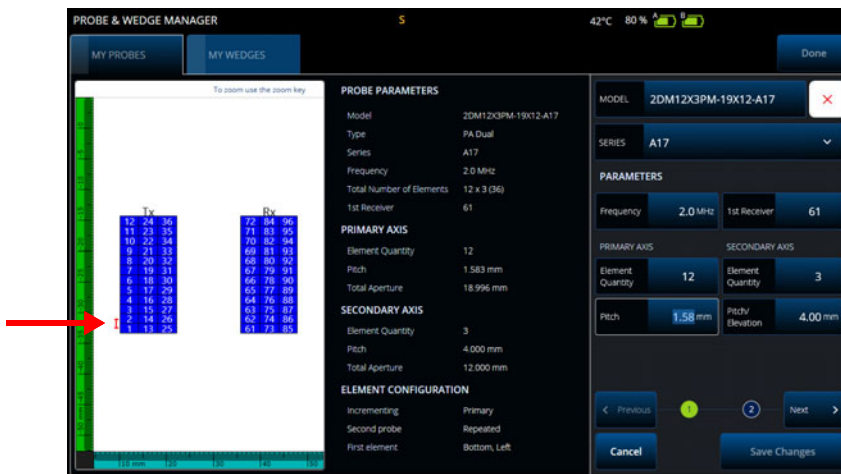 PROBE & WEDGE MANAGER S 42°C 80 % A B
MY PROBES MY WEDGES Done
To zoom use the zoom key
Tx Rx
12 24 36 72 84 96
11 23 35 71 83 95
10 22 34 70 82 94
9 21 33 69 81 93
8 20 32 68 80 92
7 19 31 67 79 91
6 18 30 66 78 90
5 17 29 65 77 89
4 16 28 64 76 88
3 15 27 63 75 87
2 14 26 62 74 86
1 13 25 61 73 85
|10 mm |20 |30 |40 |50
PROBE PARAMETERS
Model 2DM12X3PM-19X12-A17
Type PA Dual
Series A17
Frequency 2.0 MHz
Total Number of Elements 12 x 3 (36)
1st Receiver 61
PRIMARY AXIS
Element Quantity 12
Pitch 1.583 mm
Total Aperture 18.996 mm
SECONDARY AXIS
Element Quantity 3
Pitch 4.000 mm
Total Aperture 12.000 mm
ELEMENT CONFIGURATION
Incrementing Primary
Second probe Repeated
First element Bottom, Left
MODEL 2DM12X3PM-19X12-A17
SERIES A17
PARAMETERS
Frequency 2.0 MHz 1st Receiver 61
PRIMARY AXIS SECONDARY AXIS
Element Quantity 12 Element Quantity 3
Pitch 1.58 mm Pitch/ Elevation 4.00 mm
< Previous 1 2 Next >
Cancel Save Changes